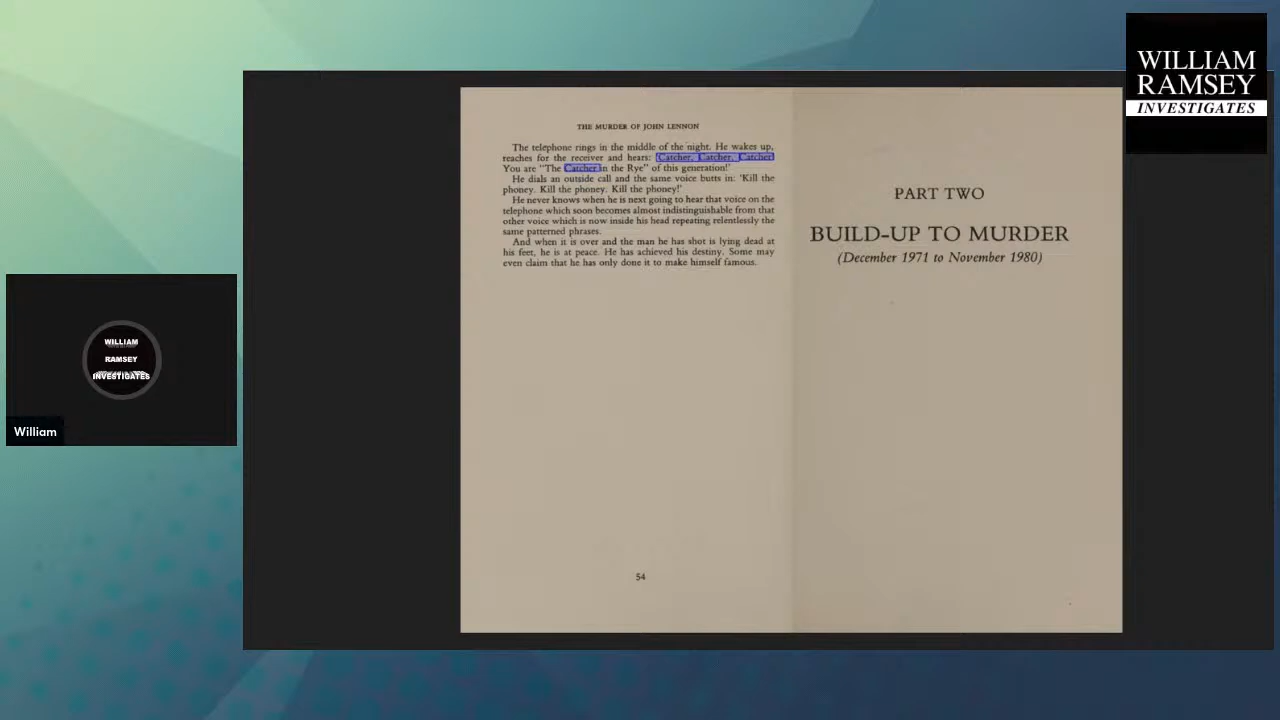 WILLIAM
RAMSEY
INVESTIGATES
THE MURDER OF JOHN LENNON
The telephone rings in the middle of the night. He wakes up,
reaches for the receiver and hears: 'Catcher, Catcher, Catcher
You are "The Catcher in the Rye" of this generation!'
He dials an outside call and the same voice butts in: 'Kill the
phoney. Kill the phoney. Kill the phoney!'
He never knows when he is next going to hear that voice on the
telephone which soon becomes almost indistinguishable from that
other voice which is now inside his head repeating relentlessly the
same patterned phrases.
And when it is over and the man he has shot is lying dead at
his feet, he is at peace. He has achieved his destiny. Some may
even claim that he has only done it to make himself famous.
54
PART TWO
BUILD-UP TO MURDER
(December 1971 to November 1980)
WILLIAM
RAMSEY
INVESTIGATES
William